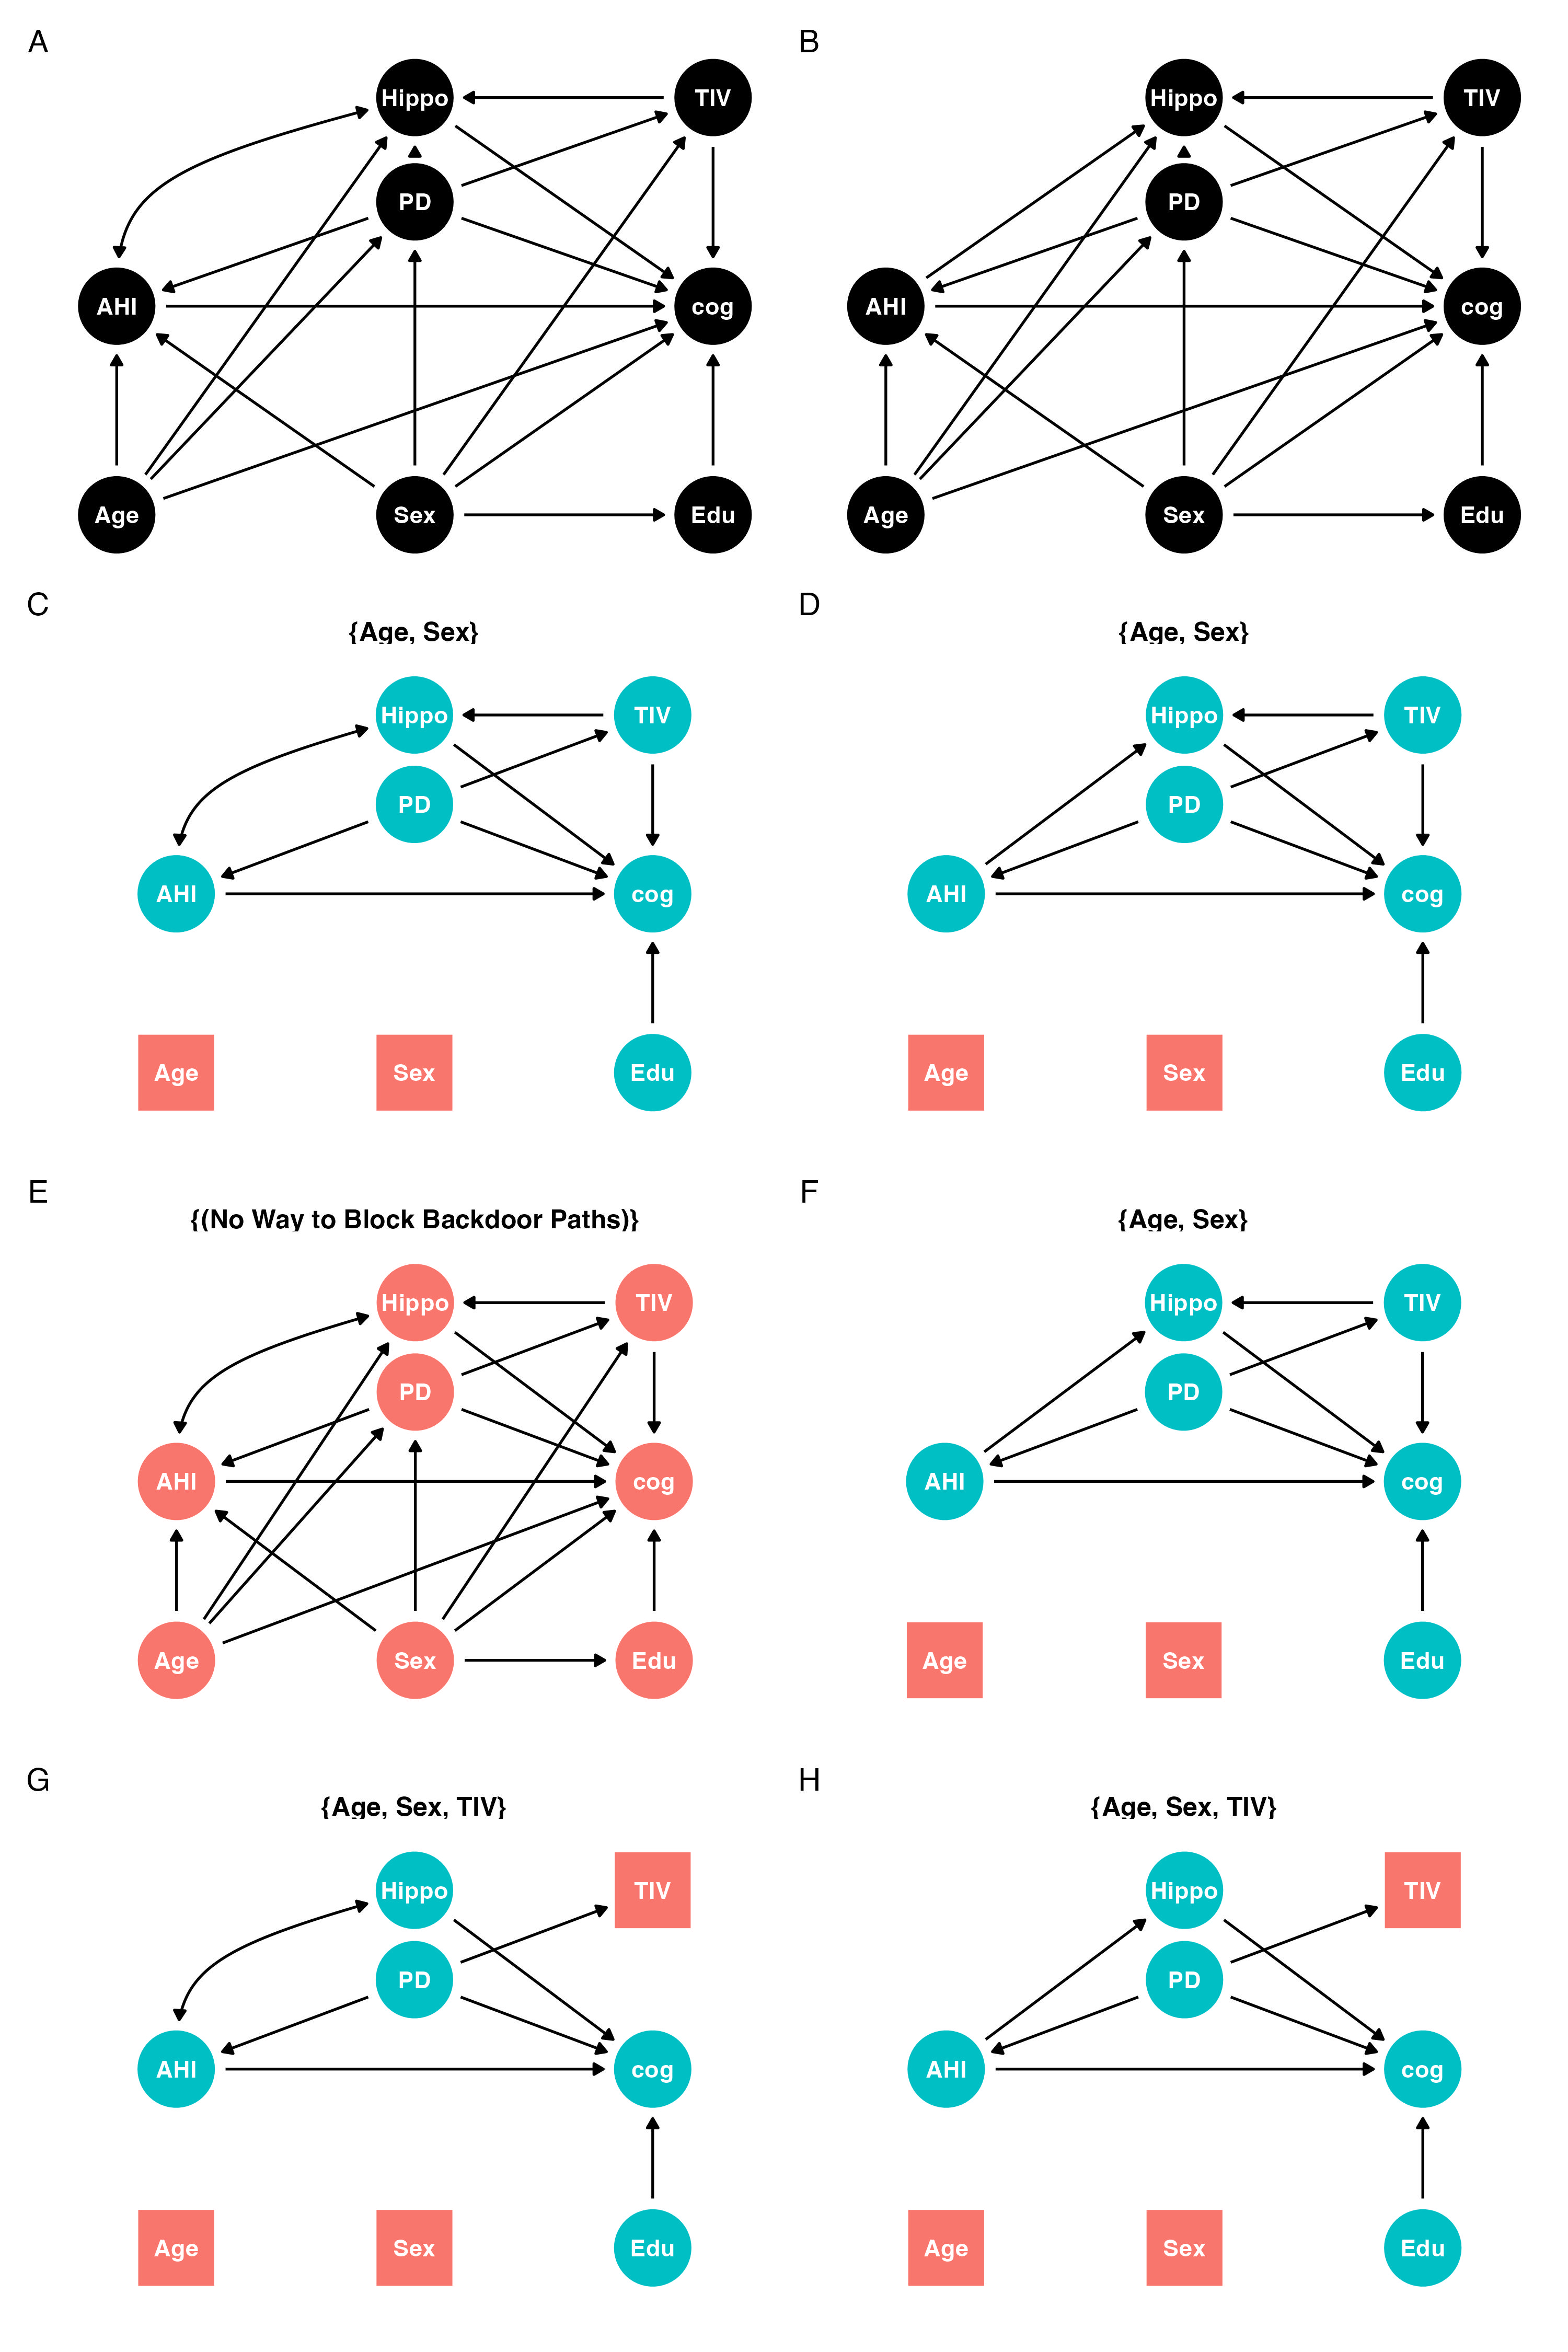 A
B
Hippo TIV
PD
AHI cog
Age Sex Edu
Hippo TIV
PD
AHI cog
Age Sex Edu
C
D
{Age, Sex}
{Age, Sex}
Hippo TIV
PD
AHI cog
Age Sex Edu
Hippo TIV
PD
AHI cog
Age Sex Edu
E
F
{(No Way to Block Backdoor Paths)}
{Age, Sex}
Hippo TIV
PD
AHI cog
Age Sex Edu
Hippo TIV
PD
AHI cog
Age Sex Edu
G
H
{Age, Sex, TIV}
{Age, Sex, TIV}
Hippo TIV
PD
AHI cog
Age Sex Edu
Hippo TIV
PD
AHI cog
Age Sex Edu